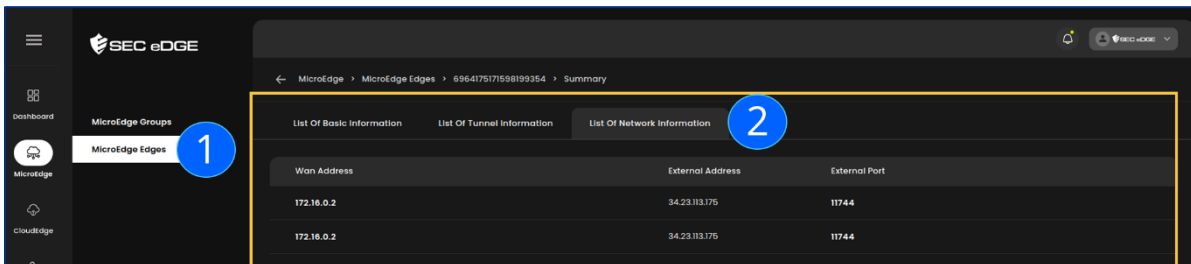 SEC eDGE
SEC eDGE
← MicroEdge > MicroEdge Edges > 6964175171598199354 > Summary
Dashboard
MicroEdge Groups
List Of Basic Information List Of Tunnel Information List Of Network Information 2
MicroEdge Edges 1
MicroEdge
Wan Address External Address External Port
172.16.0.2 34.23.113.175 11744
CloudEdge
172.16.0.2 34.23.113.175 11744